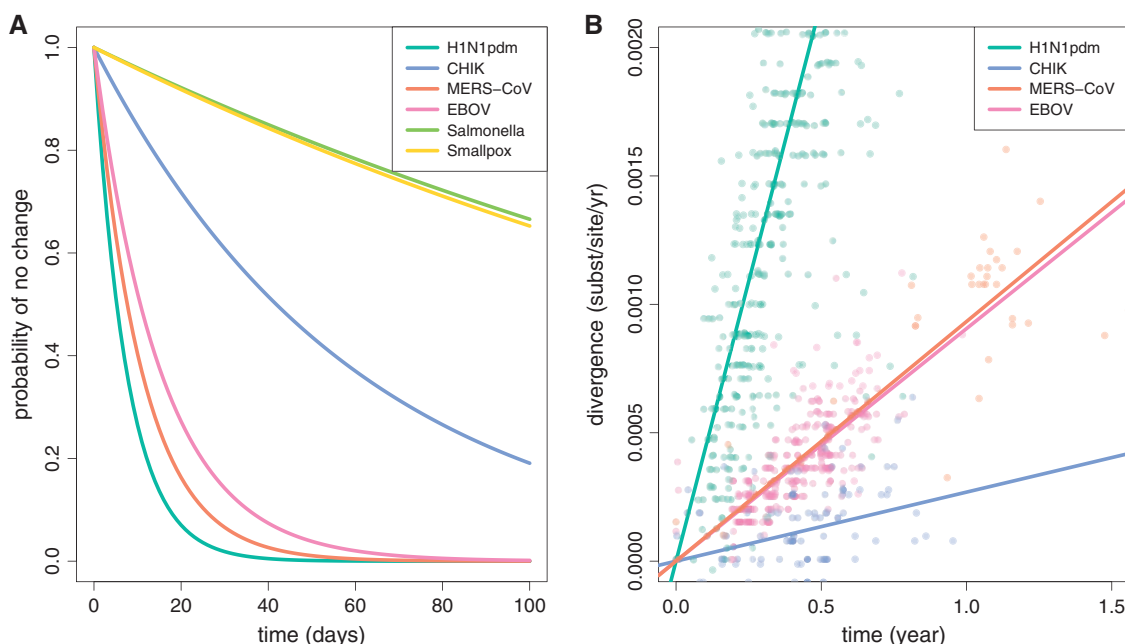 A
probability of no change
1.0
0.8
0.6
0.4
0.2
0.0
H1N1pdm
CHIK
MERS−CoV
EBOV
Salmonella
Smallpox
0 20 40 60 80 100
time (days)
B
divergence (subst/site/yr)
0.0020
0.0015
0.0010
0.0005
0.0000
H1N1pdm
CHIK
MERS−CoV
EBOV
0.0 0.5 1.0 1.5
time (year)